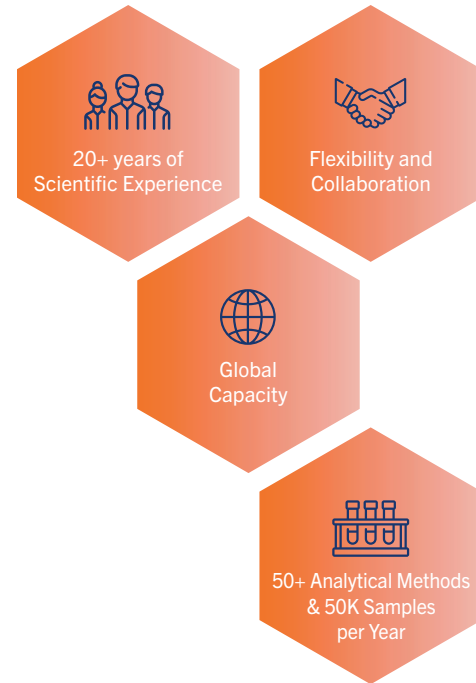 20+ years of
Scientific Experience
Flexibility and
Collaboration
Global
Capacity
50+ Analytical Methods
& 50K Samples
per Year